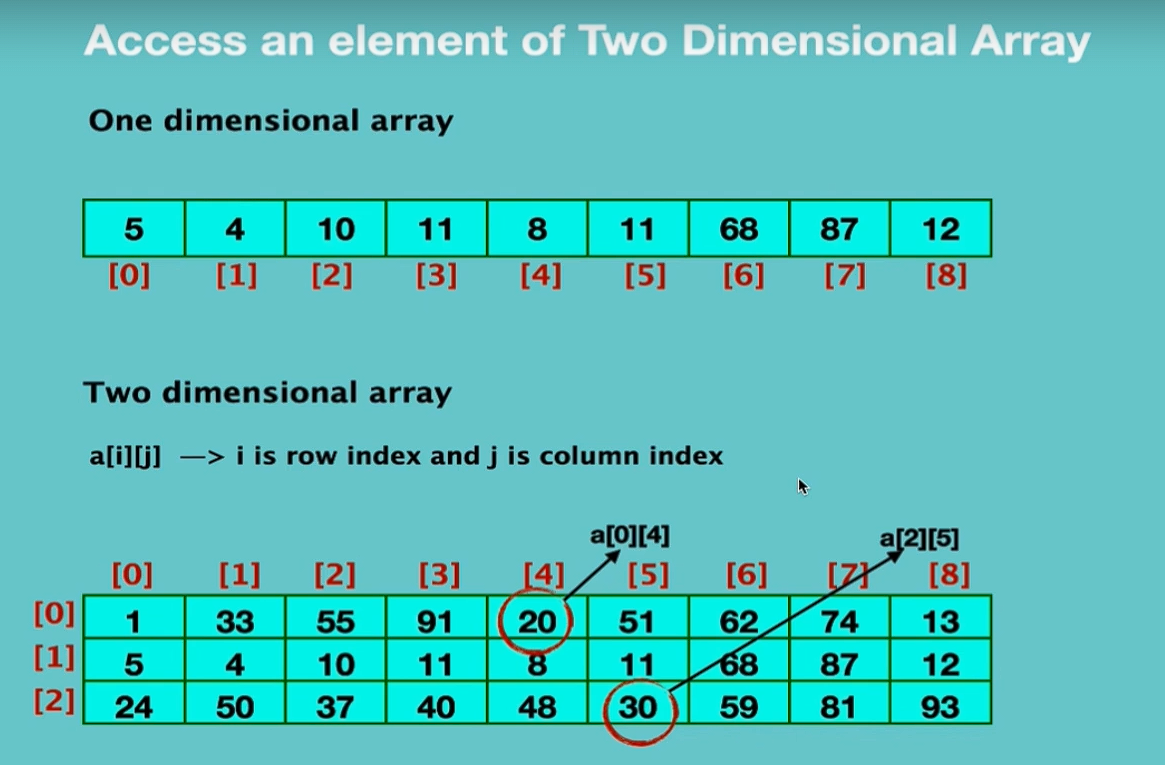 Access an element of Two Dimensional Array
One dimensional array
5 4 10 11 8 11 68 87 12
[0] [1] [2] [3] [4] [5] [6] [7] [8]
Two dimensional array
a[i][j] —> i is row index and j is column index
a[0][4] a[2][5]
[0] [1] [2] [3] [4] [5] [6] [7] [8]
[0] 1 33 55 91 20 51 62 74 13
[1] 5 4 10 11 8 11 68 87 12
[2] 24 50 37 40 48 30 59 81 93